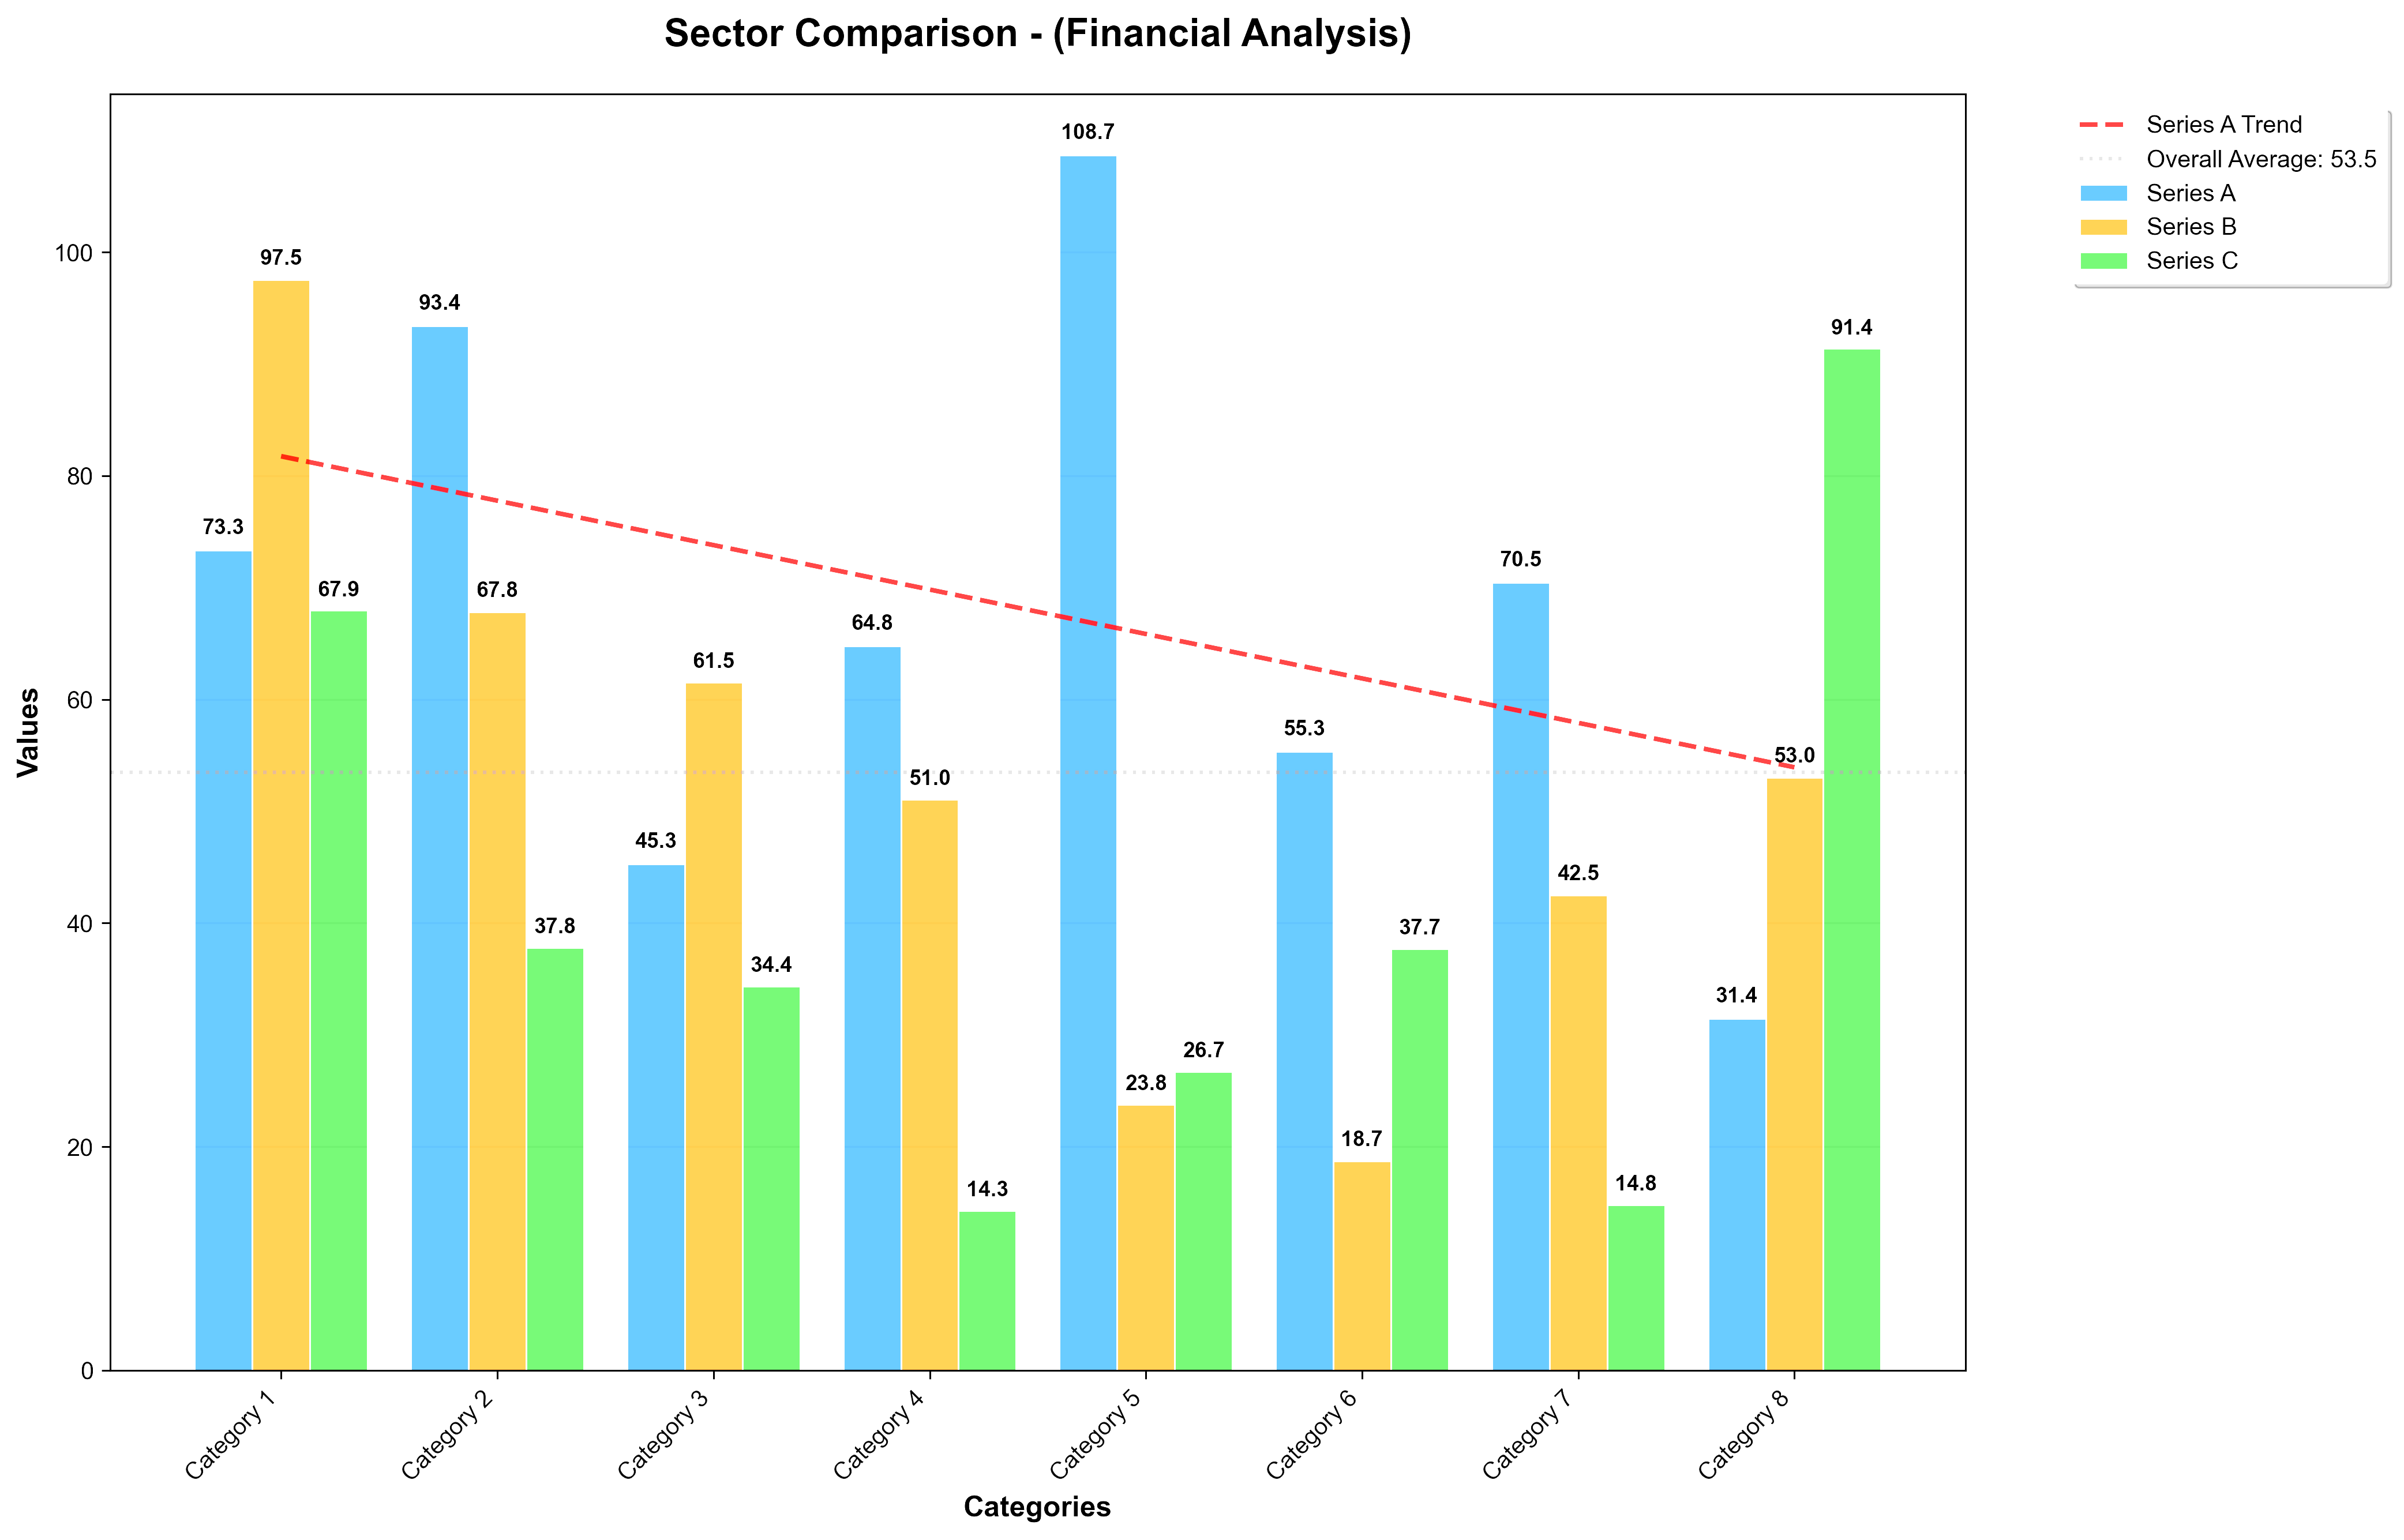 Sector Comparison - (Financial Analysis)
Series A Trend
Overall Average: 53.5
Series A
Series B
Series C
Values
100
80
60
40
20
0
73.3
97.5
67.9
93.4
67.8
37.8
45.3
61.5
34.4
64.8
51.0
14.3
108.7
23.8
26.7
55.3
18.7
37.7
70.5
42.5
14.8
31.4
53.0
91.4
Category 1
Category 2
Category 3
Category 4
Category 5
Category 6
Category 7
Category 8
Categories